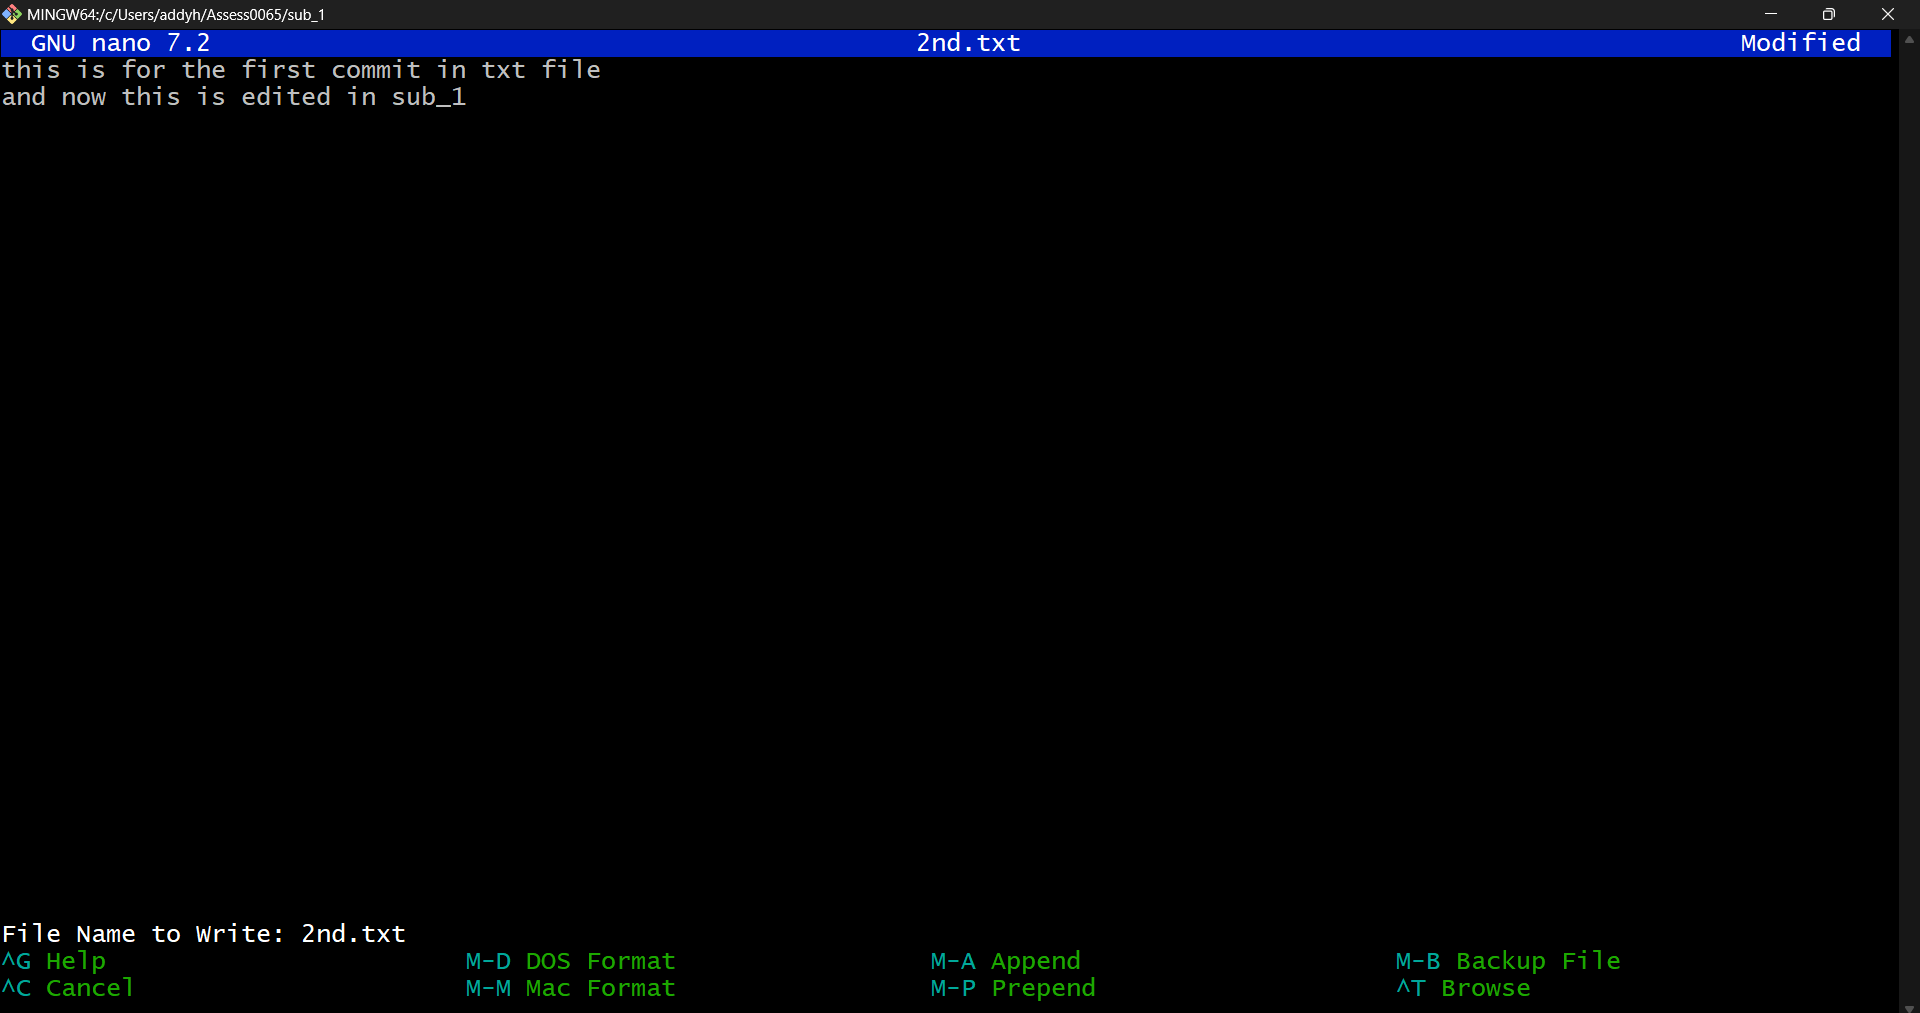 MINGW64:/c/Users/addyh/Assess0065/sub_1
GNU nano 7.2 2nd.txt Modified
this is for the first commit in txt file
and now this is edited in sub_1
File Name to Write: 2nd.txt
^G Help M-D DOS Format M-A Append M-B Backup File
^C Cancel M-M Mac Format M-P Prepend ^T Browse